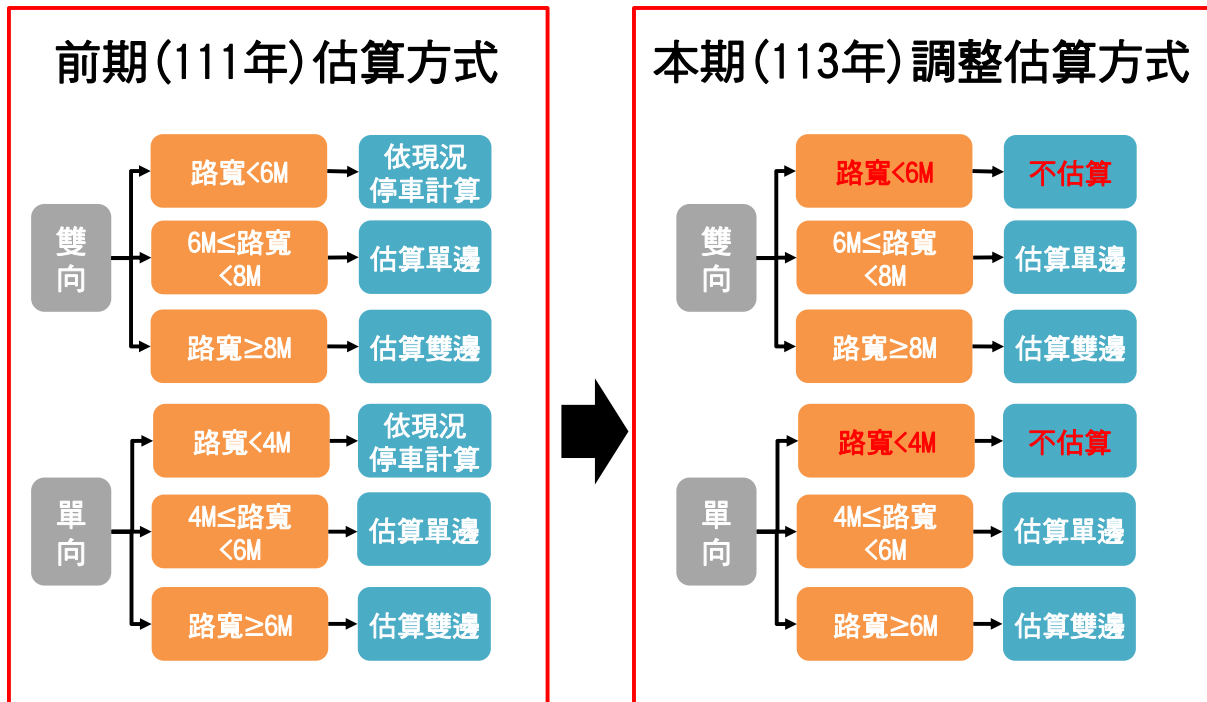 前期(111年)估算方式
雙
向
路寬<6M
依現況
停車計算
6M≤路寬
<8M
估算單邊
路寬≥8M
估算雙邊
單
向
路寬<4M
依現況
停車計算
4M≤路寬
<6M
估算單邊
路寬≥6M
估算雙邊
本期(113年)調整估算方式
雙
向
路寬<6M
不估算
6M≤路寬
<8M
估算單邊
路寬≥8M
估算雙邊
單
向
路寬<4M
不估算
4M≤路寬
<6M
估算單邊
路寬≥6M
估算雙邊